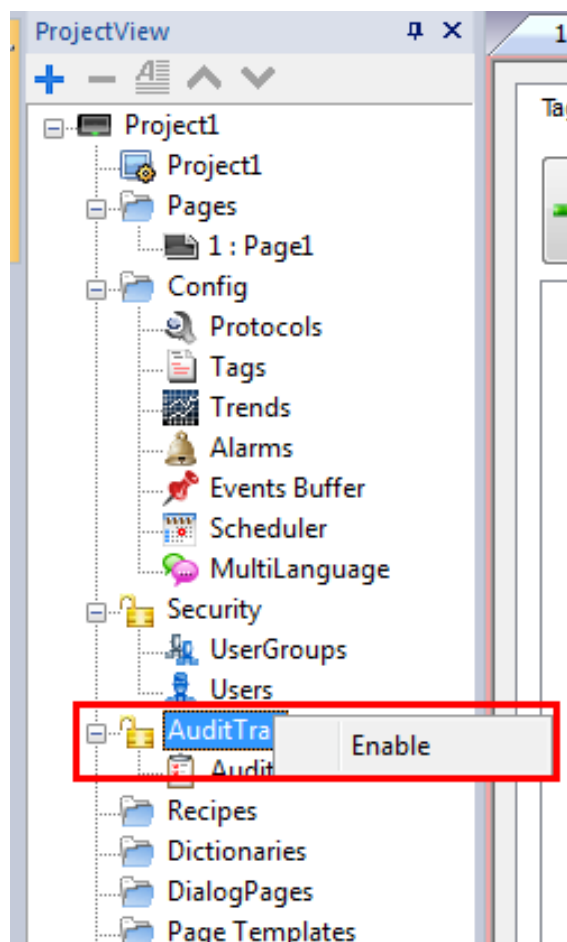 ProjectView
1
Project1
Project1
Pages
1 : Page1
Config
Protocols
Tags
Trends
Alarms
Events Buffer
Scheduler
MultiLanguage
Security
UserGroups
Users
AuditTra
Enable
Audit
Recipes
Dictionaries
DialogPages
Page Templates